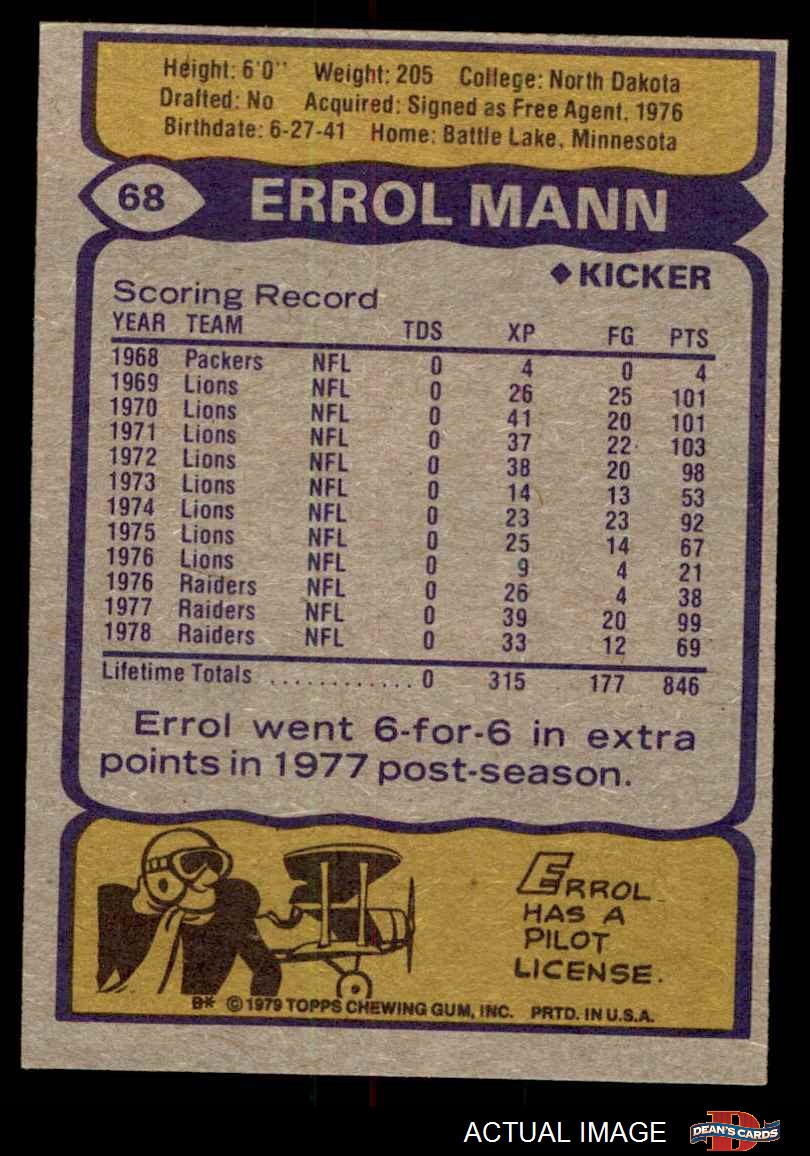 Height: 6'0" Weight: 205 College: North Dakota
Drafted: No Acquired: Signed as Free Agent, 1976
Birthdate: 6-27-41 Home: Battle Lake, Minnesota
68 ERROL MANN
◆KICKER
Scoring Record
YEAR TEAM TDS XP FG PTS
1968 Packers NFL 0 4 0 4
1969 Lions NFL 0 26 25 101
1970 Lions NFL 0 41 20 101
1971 Lions NFL 0 37 22 103
1972 Lions NFL 0 38 20 98
1973 Lions NFL 0 14 13 53
1974 Lions NFL 0 23 23 92
1975 Lions NFL 0 25 14 67
1976 Lions NFL 0 9 4 21
1976 Raiders NFL 0 26 4 38
1977 Raiders NFL 0 39 20 99
1978 Raiders NFL 0 33 12 69
Lifetime Totals ............ 0 315 177 846
Errol went 6-for-6 in extra
points in 1977 post-season.
ERROL
HAS A
PILOT
LICENSE.
B* ©1979 TOPPS CHEWING GUM, INC. PRTD. IN U.S.A.
ACTUAL IMAGE
D
DEAN'S CARDS